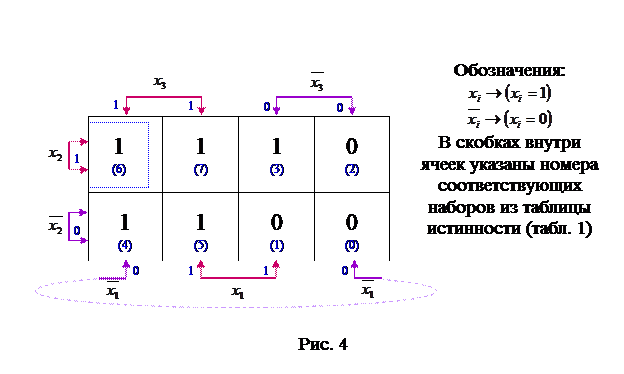 x₃ x̅₃
1 1 0 0
x₂ 1 1 1 1 0
(6) (7) (3) (2)
x̅₂ 0 1 1 0 0
(4) (5) (1) (0)
0 1 1 0
x̅₁ x₁ x̅₁
Обозначения:
xᵢ → (xᵢ = 1)
x̅ᵢ → (xᵢ = 0)
В скобках внутри
ячеек указаны номера
соответствующих
наборов из таблицы
истинности (табл. 1)
Рис. 4